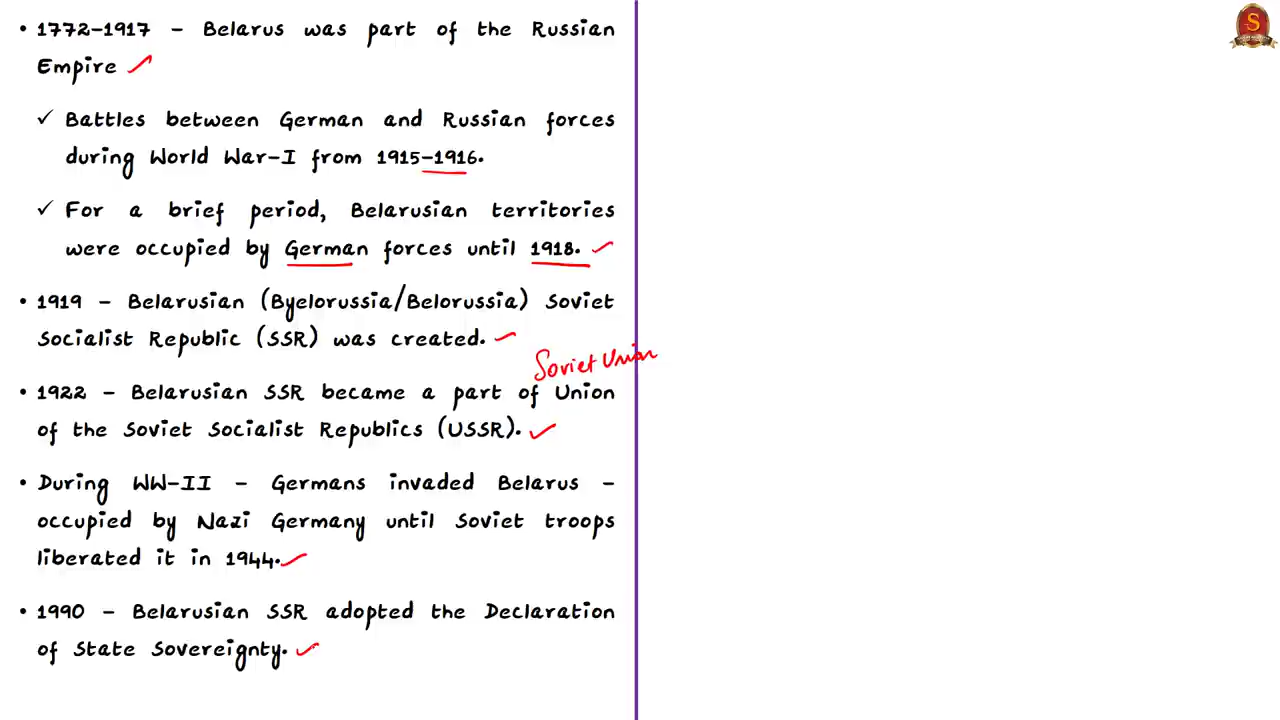 • 1772-1917 - Belarus was part of the Russian
Empire
✓ Battles between German and Russian forces
during World War-I from 1915-1916.
✓ For a brief period, Belarusian territories
were occupied by German forces until 1918.
• 1919 - Belarusian (Byelorussia/Belorussia) Soviet
Socialist Republic (SSR) was created.
Soviet Union
• 1922 - Belarusian SSR became a part of Union
of the Soviet Socialist Republics (USSR).
• During WW-II - Germans invaded Belarus -
occupied by Nazi Germany until Soviet troops
liberated it in 1944.
• 1990 - Belarusian SSR adopted the Declaration
of State Sovereignty.
S